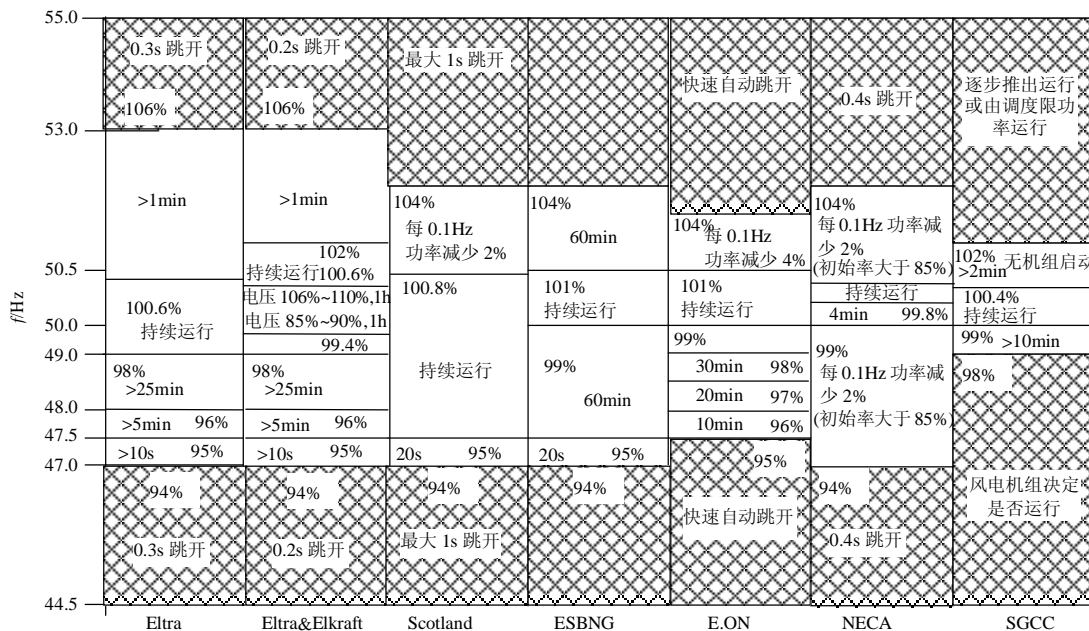 f/Hz
55.0
53.0
50.5
50.0
49.0
48.0
47.5
47.0
44.5
0.3s 跳开
106%
>1min
100.6%
持续运行
98%
>25min
>5min 96%
>10s 95%
94%
0.3s 跳开
Eltra
0.2s 跳开
106%
>1min
102%
持续运行100.6%
电压 106%~110%,1h
电压 85%~90%,1h
99.4%
98%
>25min
>5min 96%
>10s 95%
94%
0.2s 跳开
Eltra&Elkraft
最大 1s 跳开
104%
每 0.1Hz
功率减少 2%
100.8%
持续运行
20s 95%
94%
最大 1s 跳开
Scotland
104%
60min
101%
持续运行
99%
60min
20s 95%
94%
ESBNG
快速自动跳开
104%
每 0.1Hz
功率减少 4%
101%
持续运行
99%
30min 98%
20min 97%
10min 96%
95%
快速自动跳开
E.ON
0.4s 跳开
104%
每 0.1Hz 功率减
少 2%
(初始率大于 85%)
持续运行
4min 99.8%
99%
每 0.1Hz 功率减
少 2%
(初始率大于 85%)
94%
0.4s 跳开
NECA
逐步推出运行
或由调度限功
率运行
102% 无机组启动
>2min
100.4%
持续运行
99% >10min
98%
风电机组决定
是否运行
SGCC